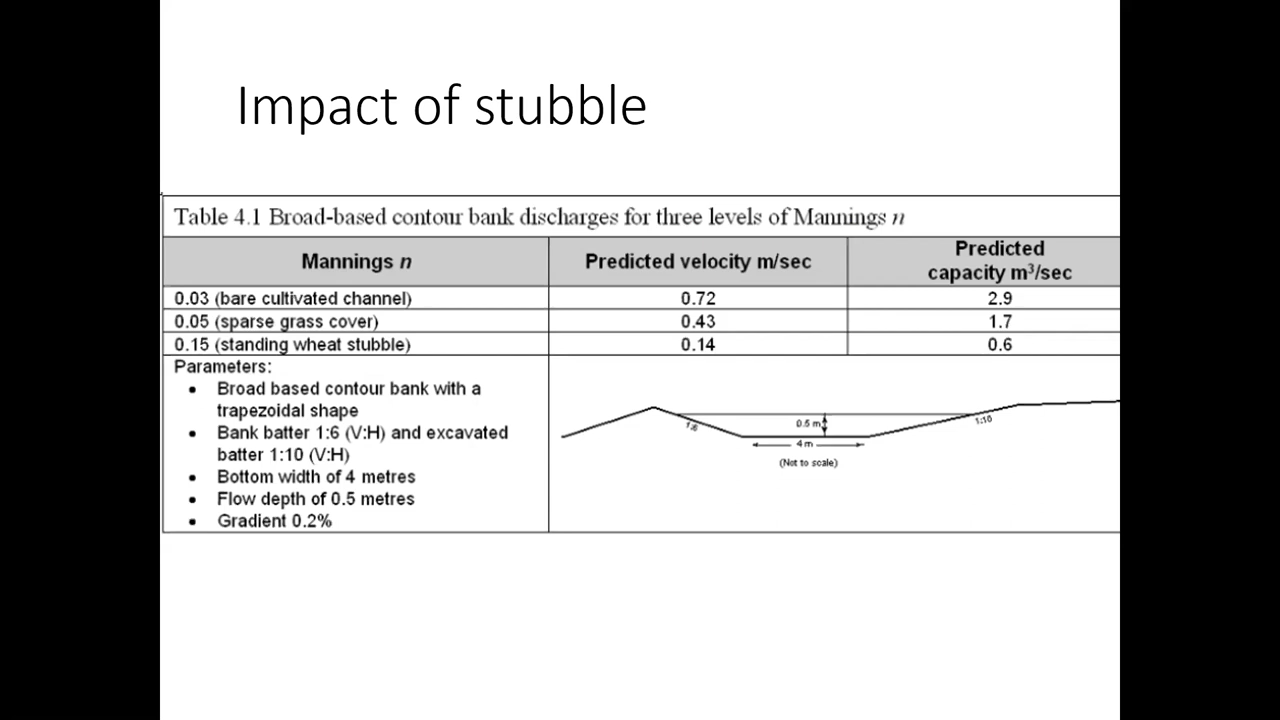 Impact of stubble
Table 4.1 Broad-based contour bank discharges for three levels of Mannings n
Mannings n
Predicted velocity m/sec
Predicted
capacity m³/sec
0.03 (bare cultivated channel)
0.72
2.9
0.05 (sparse grass cover)
0.43
1.7
0.15 (standing wheat stubble)
0.14
0.6
Parameters:
• Broad based contour bank with a
trapezoidal shape
• Bank batter 1:6 (V:H) and excavated
batter 1:10 (V:H)
• Bottom width of 4 metres
• Flow depth of 0.5 metres
• Gradient 0.2%
1:6
0.5 m
1:10
4 m
(Not to scale)